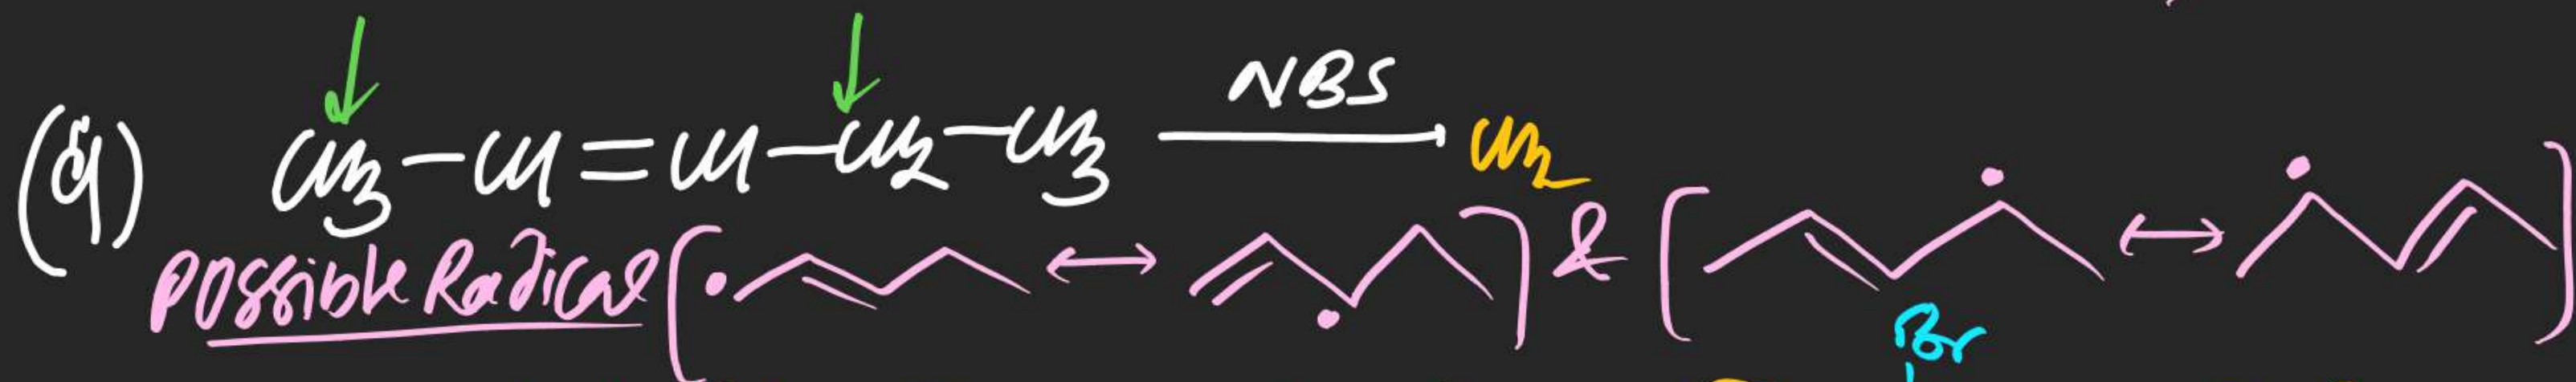 (q) CH3-CH=CH-CH2-CH3 NBS CH2
Possible Radical [ ↔ ] & [ ↔ ]
Br